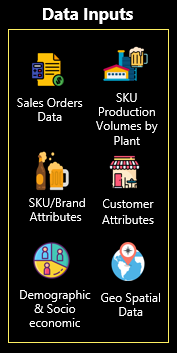 Data Inputs
Sales Orders
Data
SKU
Production
Volumes by
Plant
SKU/Brand
Attributes
Customer
Attributes
Demographic
& Socio
economic
Geo Spatial
Data